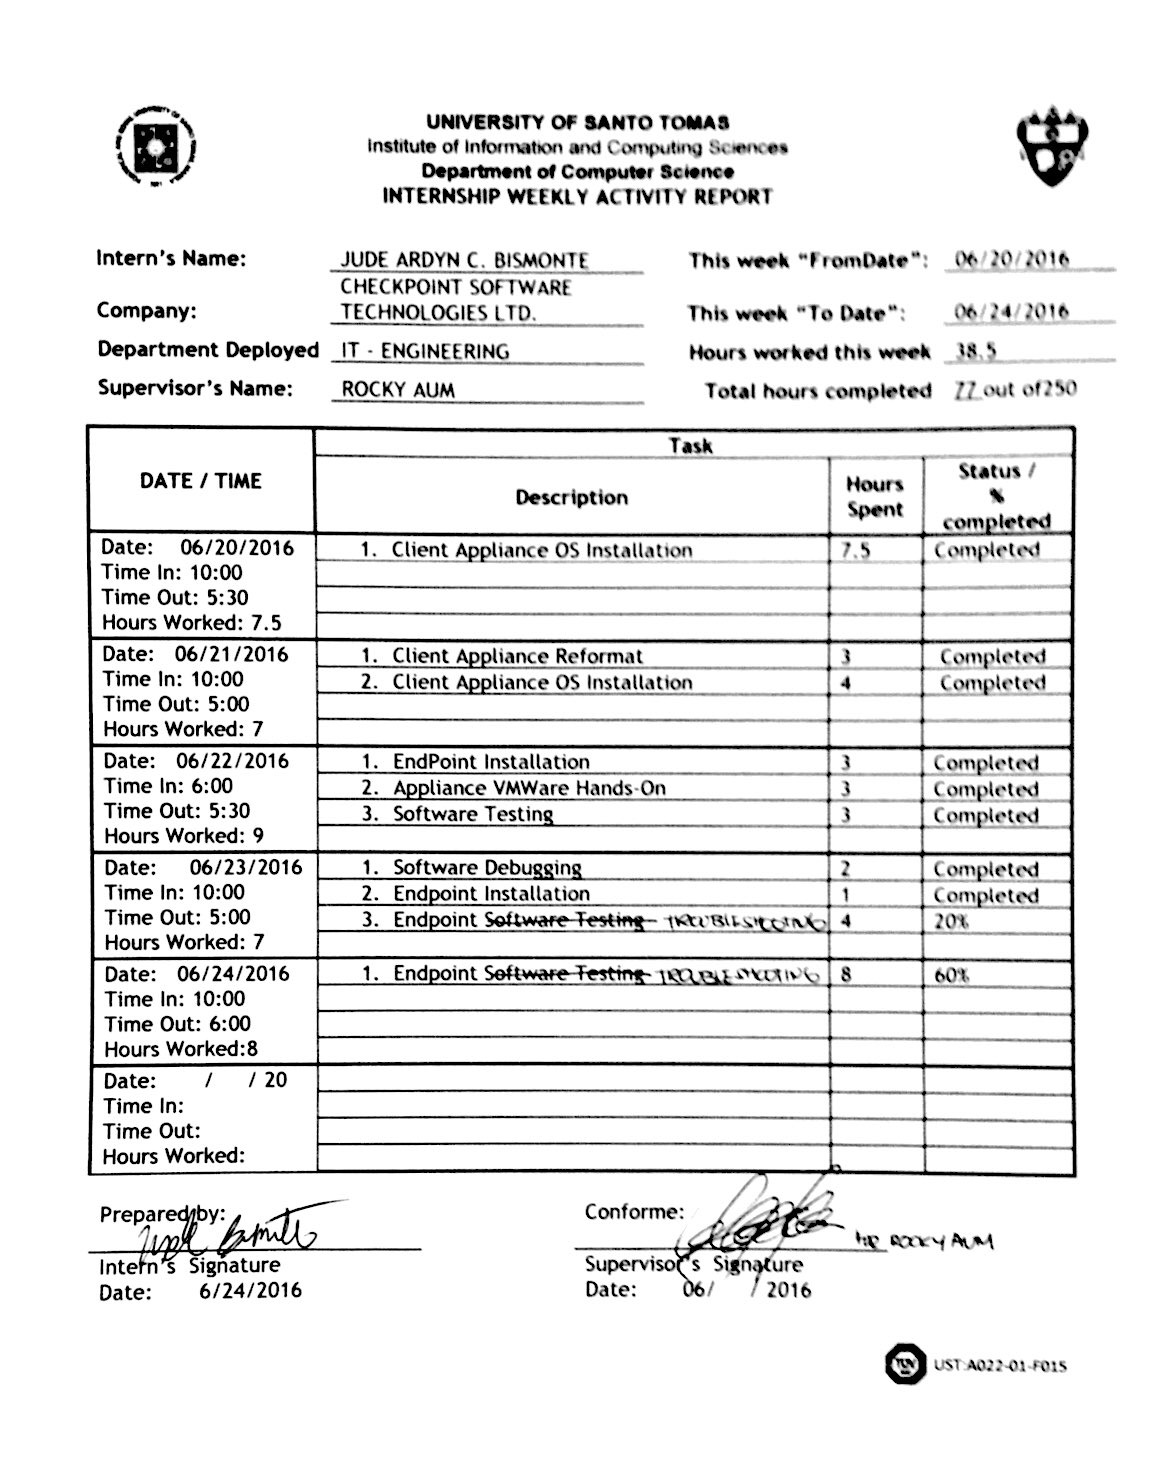 UNIVERSITY OF SANTO TOMAS
Institute of Information and Computing Sciences
Department of Computer Science
INTERNSHIP WEEKLY ACTIVITY REPORT
Intern's Name: JUDE ARDYN C. BISMONTE This week "FromDate": 06/20/2016
CHECKPOINT SOFTWARE
Company: TECHNOLOGIES LTD. This week "To Date": 06/24/2016
Department Deployed IT - ENGINEERING Hours worked this week 38.5
Supervisor's Name: ROCKY AUM Total hours completed 77 out of250
Task
DATE / TIME Description Hours Spent Status / % completed
Date: 06/20/2016 1. Client Appliance OS Installation 7.5 Completed
Time In: 10:00
Time Out: 5:30
Hours Worked: 7.5
Date: 06/21/2016 1. Client Appliance Reformat 3 Completed
Time In: 10:00 2. Client Appliance OS Installation 4 Completed
Time Out: 5:00
Hours Worked: 7
Date: 06/22/2016 1. EndPoint Installation 3 Completed
Time In: 6:00 2. Appliance VMWare Hands-On 3 Completed
Time Out: 5:30 3. Software Testing 3 Completed
Hours Worked: 9
Date: 06/23/2016 1. Software Debugging 2 Completed
Time In: 10:00 2. Endpoint Installation 1 Completed
Time Out: 5:00 3. Endpoint Software Testing TROUBLESHOOTING 4 20%
Hours Worked: 7
Date: 06/24/2016 1. Endpoint Software Testing TROUBLESHOOTING 8 60%
Time In: 10:00
Time Out: 6:00
Hours Worked:8
Date: / / 20
Time In:
Time Out:
Hours Worked:
Prepared by: Conforme:
Jude Bismonte MR ROCKY AUM
Intern's Signature Supervisor's Signature
Date: 6/24/2016 Date: 06/ / 2016
TUV UST:A022-01-F015